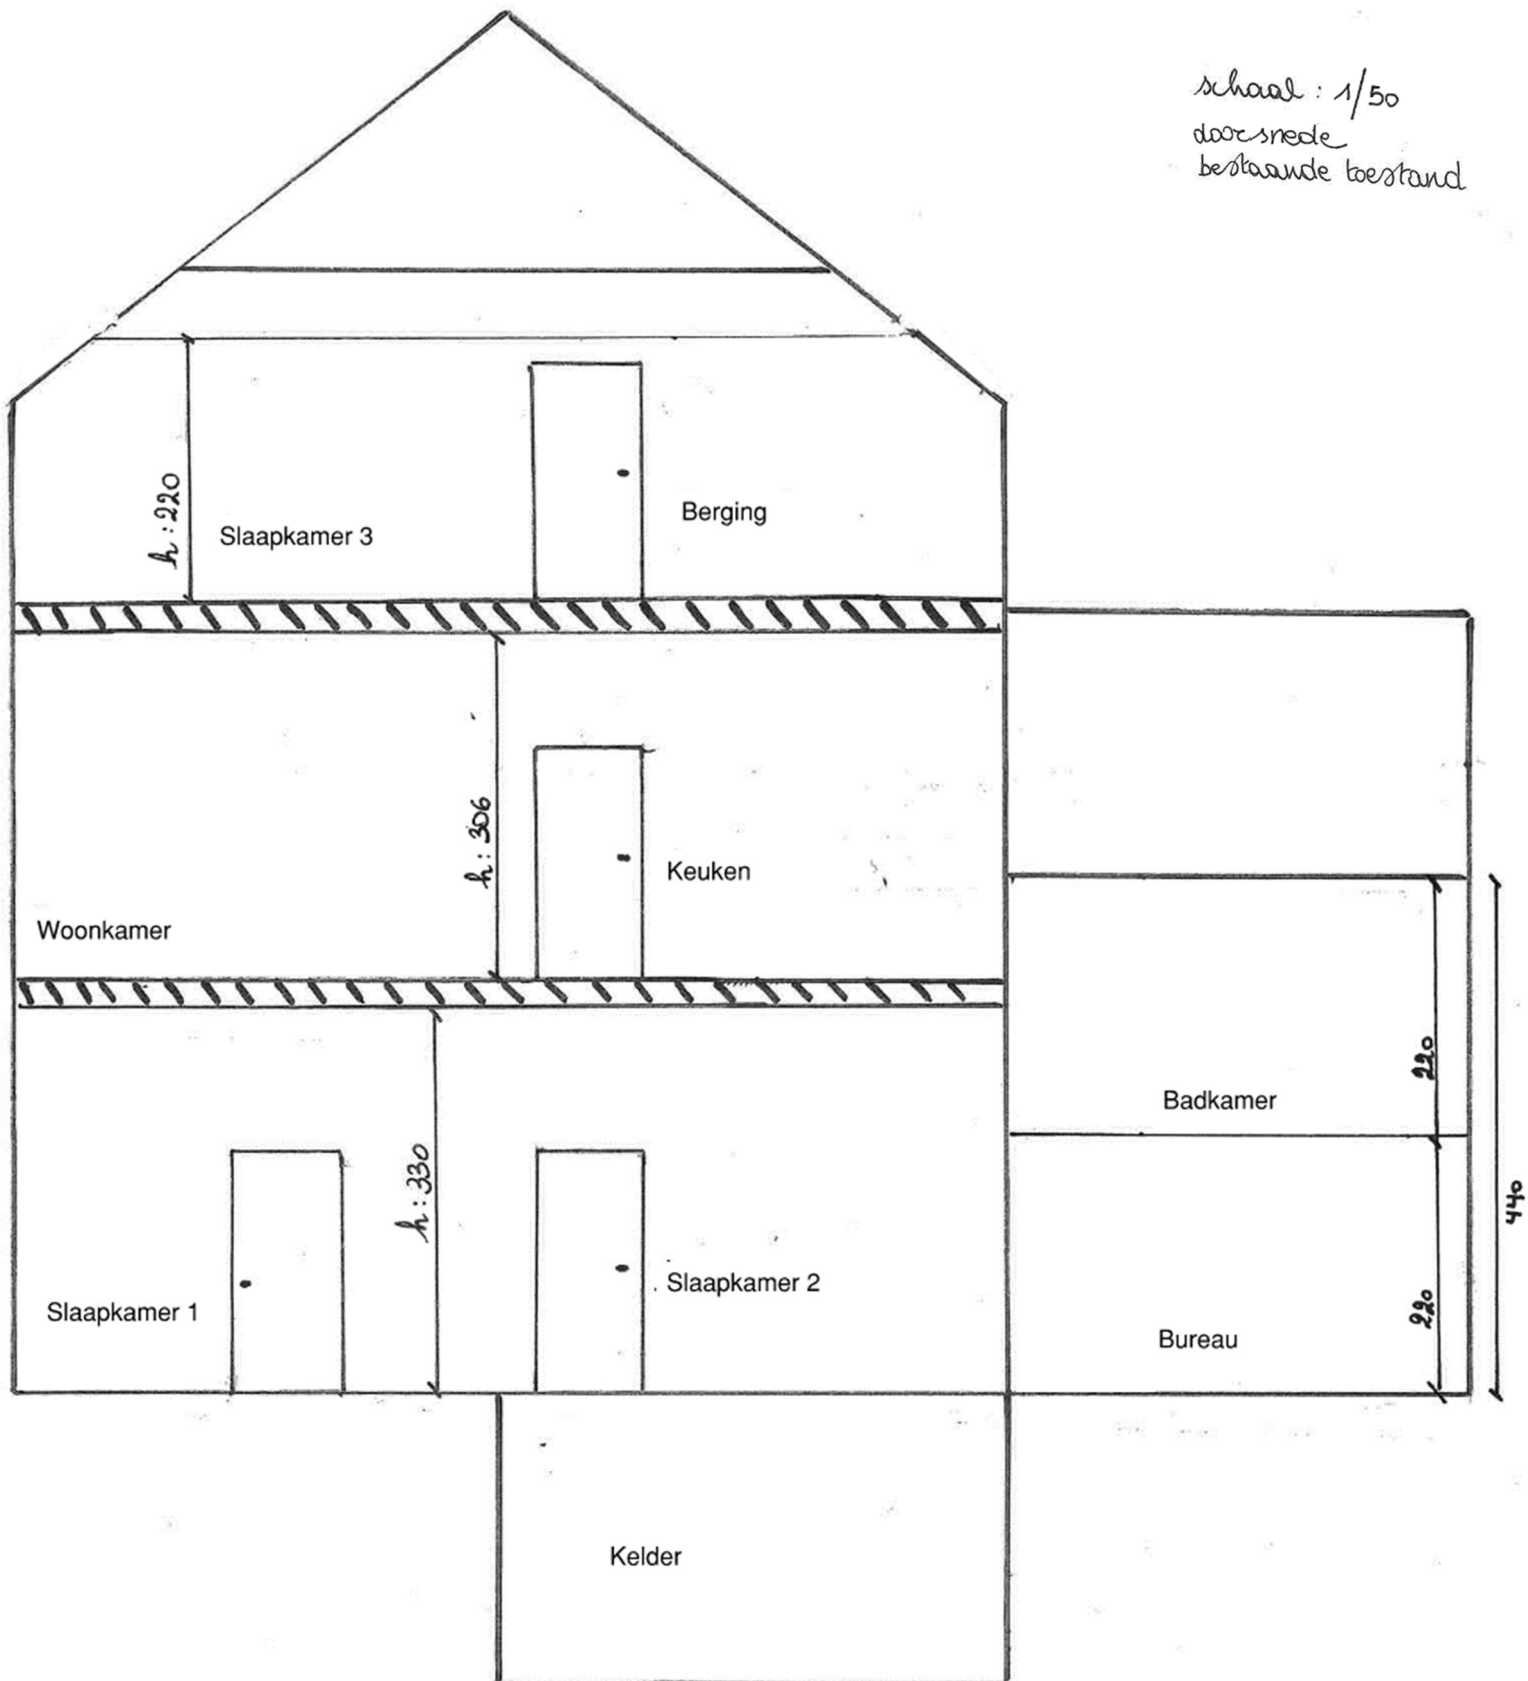 schaal : 1/50
doorsnede
bestaande toestand
h : 220
Slaapkamer 3
Berging
h : 306
Keuken
Woonkamer
220
Badkamer
h : 330
440
Slaapkamer 1
Slaapkamer 2
220
Bureau
Kelder